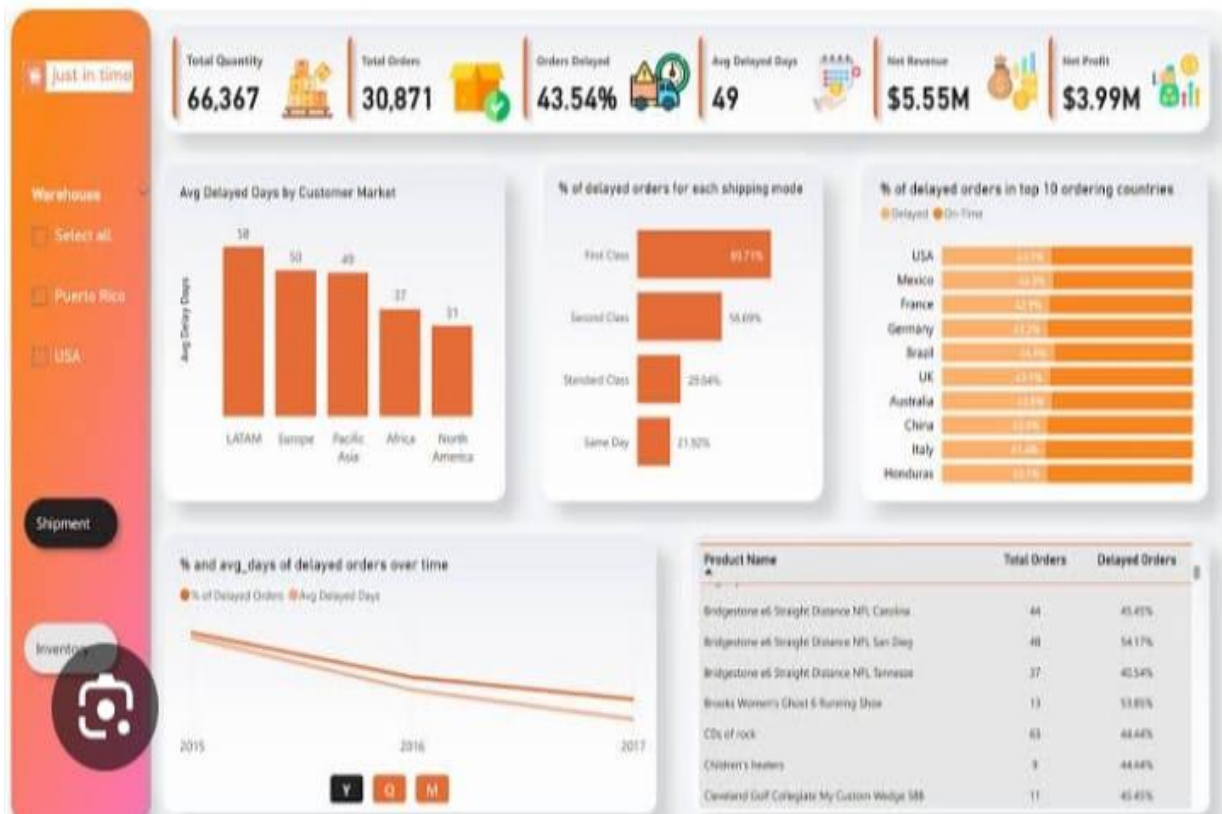 just in time
Warehouse
Select all
Puerto Rico
USA
Shipment
Total Quantity
66,367
Total Orders
30,871
Orders Delayed
43.54%
Avg Delayed Days
49
Net Revenue
$5.55M
Net Profit
$3.99M
Avg Delayed Days by Customer Market
Avg Delay Days
58
50
49
37
31
LATAM
Europe
Pacific
Asia
Africa
North
America
% of delayed orders for each shipping mode
First Class
Second Class
56.69%
Standard Class
Same Day
21.92%
% of delayed orders in top 10 ordering countries
Delayed On-Time
USA
Mexico
France
Germany
Brazil
UK
Australia
China
Italy
Honduras
% and avg_days of delayed orders over time
% of Delayed Orders Avg Delayed Days
2015 2016 2017
Y Q M
Product Name Total Orders Delayed Orders
Bridgestone e6 Straight Distance NFL Carolina 44 45.45%
Bridgestone e6 Straight Distance NFL San Dieg 48 54.17%
Bridgestone e6 Straight Distance NFL Tennesse 37 40.54%
Brooks Women's Ghost 6 Running Shoe 13 53.85%
CDs of rock 63 44.44%
Children's heaters 9 44.44%
Cleveland Golf Collegiate My Custom Wedge 588 11 45.45%